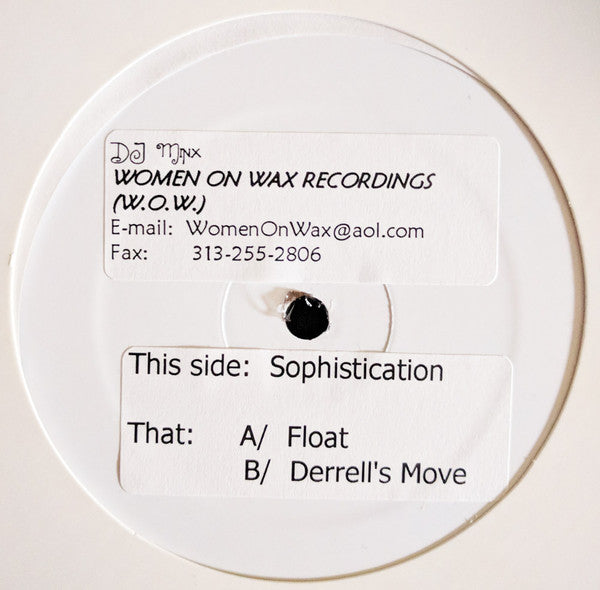 DJ Minx
WOMEN ON WAX RECORDINGS
(W.O.W.)
E-mail: WomenOnWax@aol.com
Fax: 313-255-2806
This side: Sophistication
That: A/ Float
B/ Derrell's Move